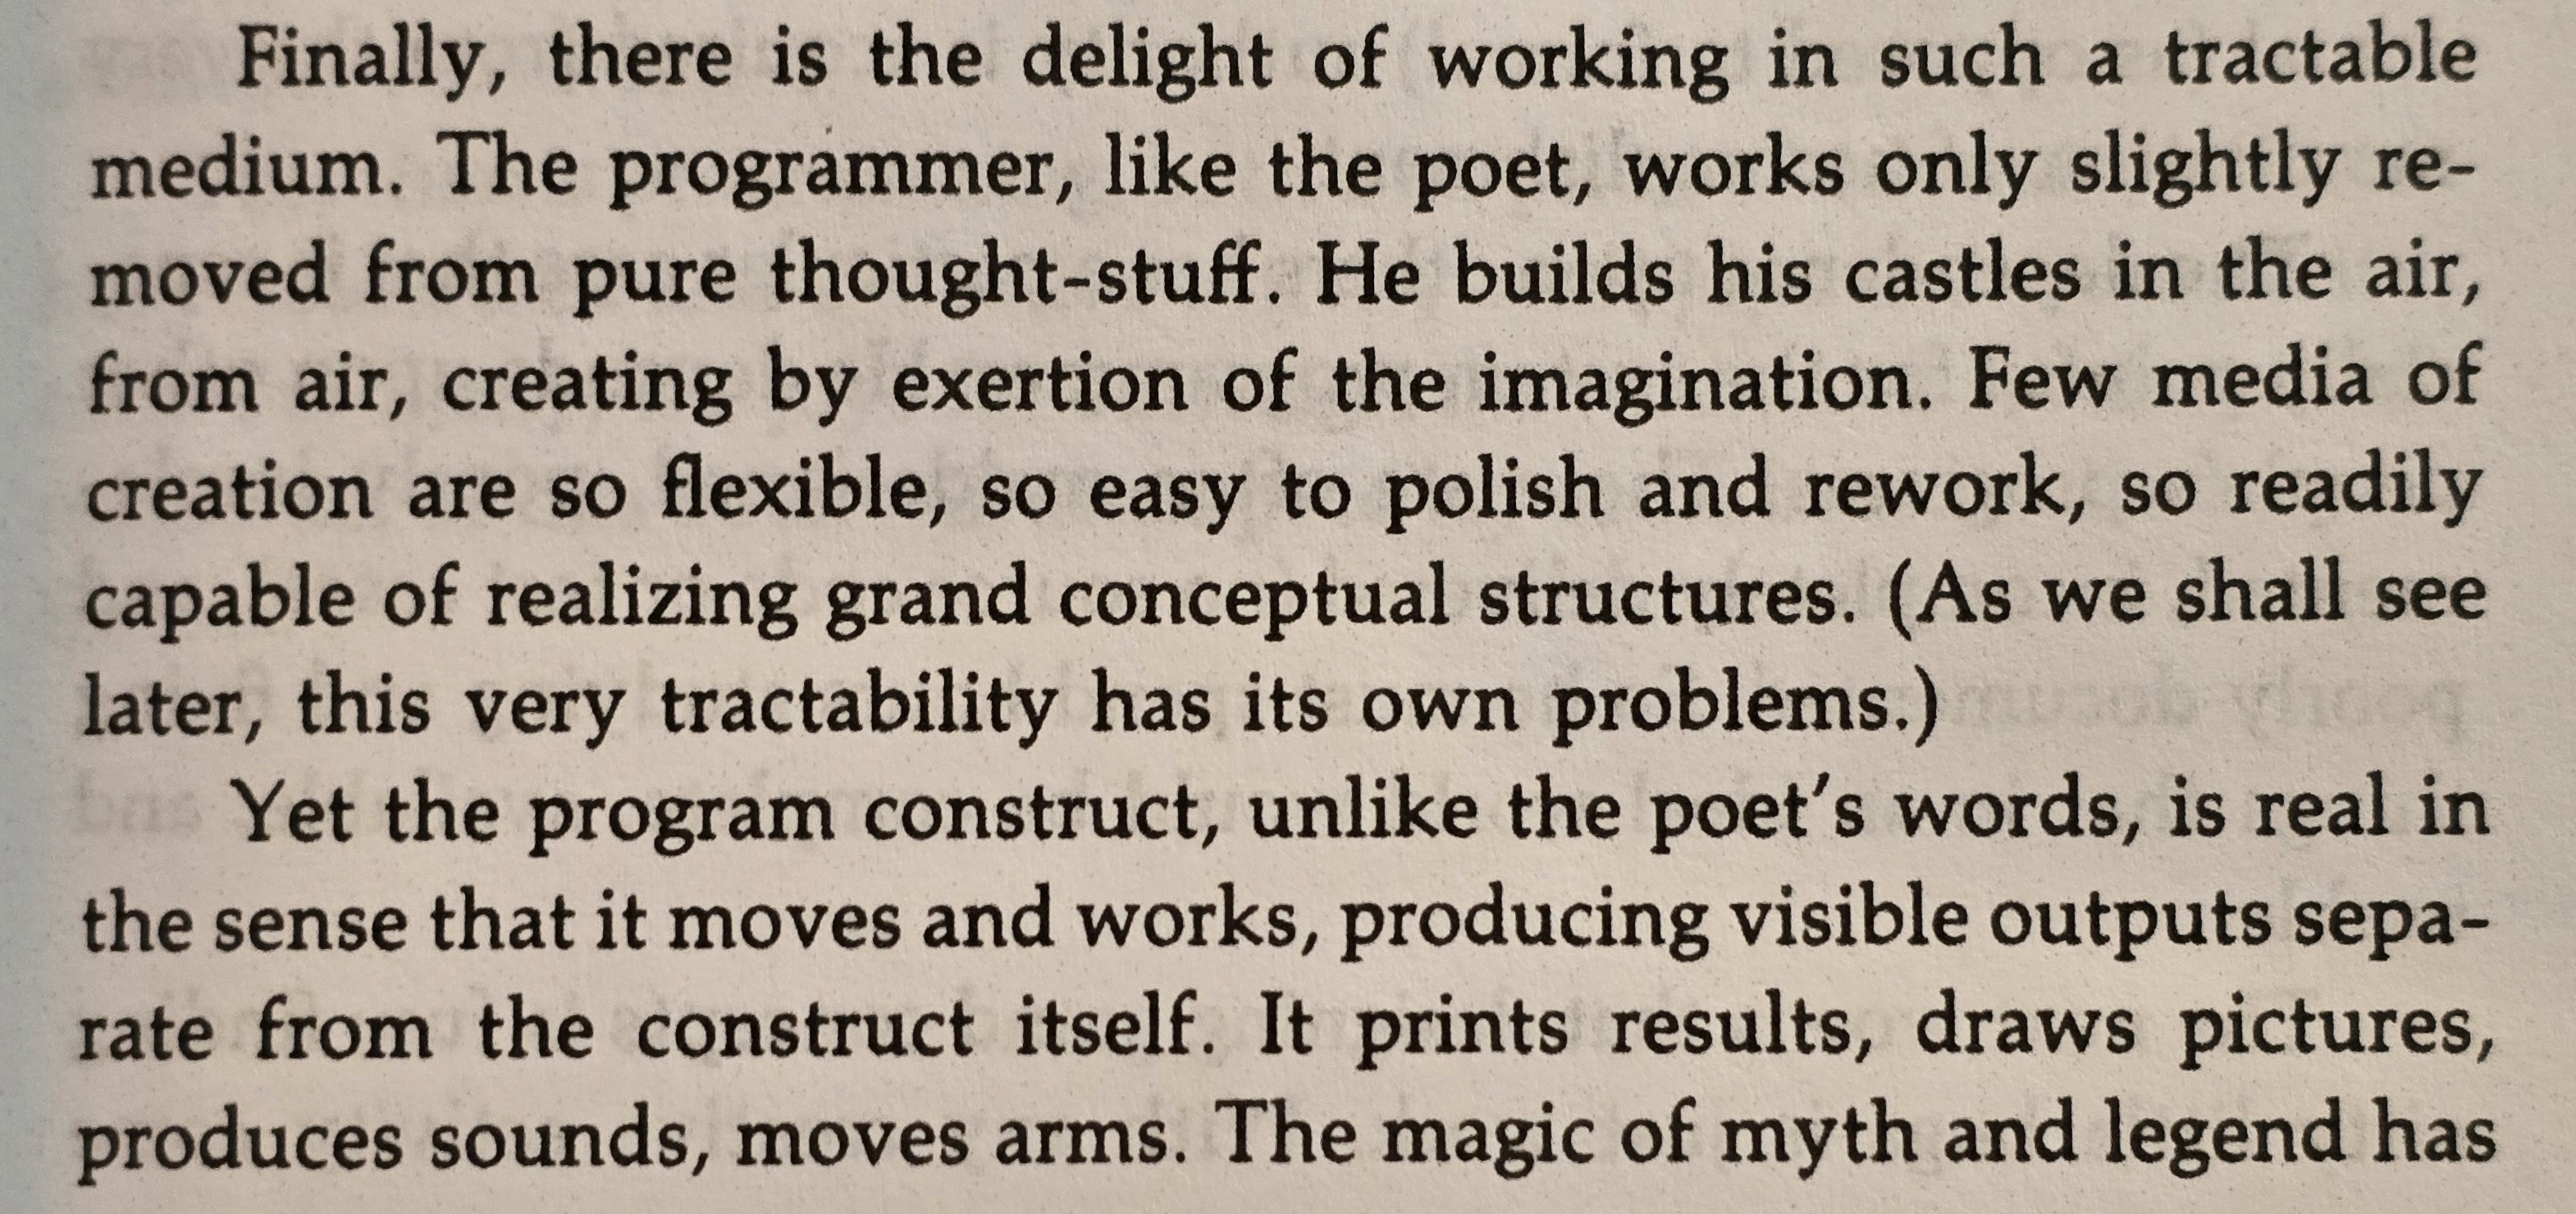 Finally, there is the delight of working in such a tractable
medium. The programmer, like the poet, works only slightly re-
moved from pure thought-stuff. He builds his castles in the air,
from air, creating by exertion of the imagination. Few media of
creation are so flexible, so easy to polish and rework, so readily
capable of realizing grand conceptual structures. (As we shall see
later, this very tractability has its own problems.)
Yet the program construct, unlike the poet's words, is real in
the sense that it moves and works, producing visible outputs sepa-
rate from the construct itself. It prints results, draws pictures,
produces sounds, moves arms. The magic of myth and legend has